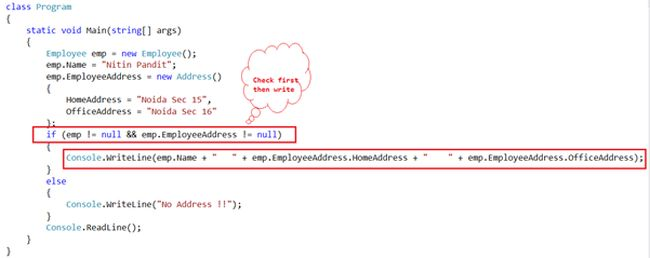 class Program
{
    static void Main(string[] args)
    {
        Employee emp = new Employee();
        emp.Name = "Nitin Pandit";
        emp.EmployeeAddress = new Address()
        {
            HomeAddress = "Noida Sec 15",
            OfficeAddress = "Noida Sec 16"
        };
        Check first
        then write
        if (emp != null && emp.EmployeeAddress != null)
        {
            Console.WriteLine(emp.Name + "   " + emp.EmployeeAddress.HomeAddress + "    " + emp.EmployeeAddress.OfficeAddress);
        }
        else
        {
            Console.WriteLine("No Address !!");
        }
        Console.ReadLine();
    }
}